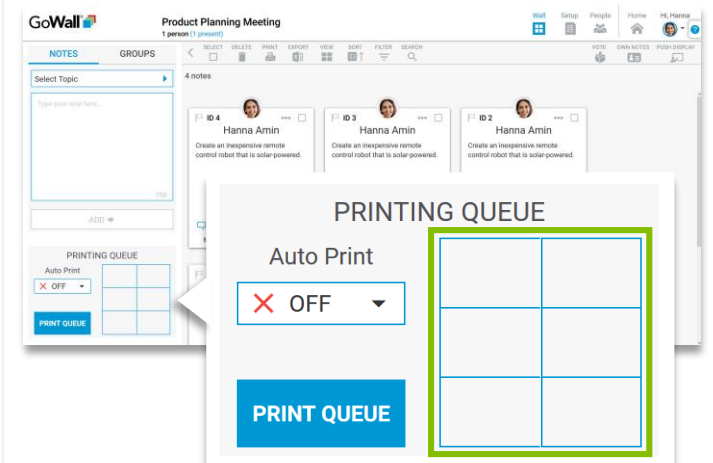 GoWall
Product Planning Meeting
1 person (1 present)
Wall Setup People Home Hi, Hanna
?
NOTES GROUPS
SELECT DELETE PRINT EXPORT VIEW SORT FILTER SEARCH
VOTE OWN NOTES PUSH DISPLAY
Select Topic
4 notes
Type your note here...
250
ADD
ID 4
Hanna Amin
Create an inexpensive remote
control robot that is solar-powered.
ID 3
Hanna Amin
Create an inexpensive remote
control robot that is solar-powered.
ID 2
Hanna Amin
Create an inexpensive remote
control robot that is solar-powered.
PRINTING QUEUE
Auto Print
OFF
PRINT QUEUE
PRINTING QUEUE
Auto Print
OFF
PRINT QUEUE